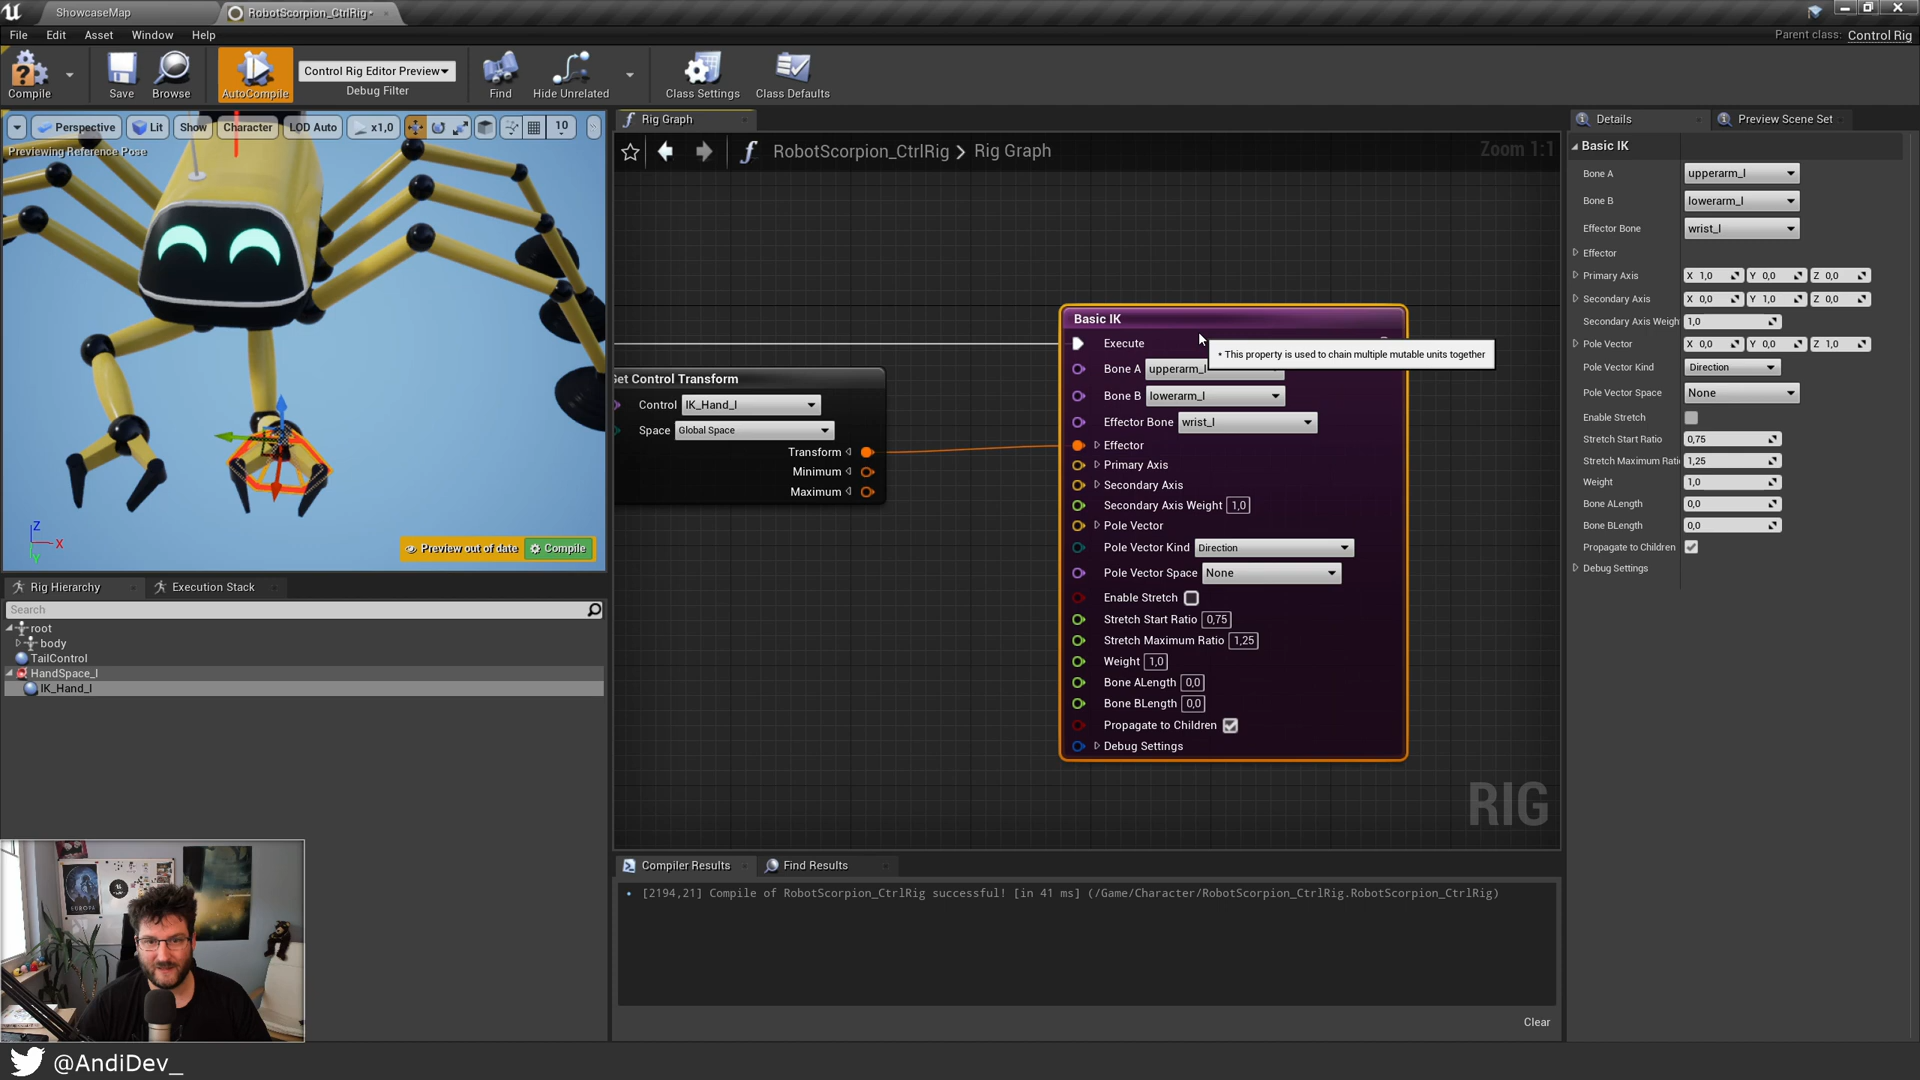 ShowcaseMap
RobotScorpion_CtrlRig*
File Edit Asset Window Help
Parent class: Control Rig
Compile
Save
Browse
AutoCompile
Control Rig Editor Preview
Debug Filter
Find
Hide Unrelated
Class Settings
Class Defaults
Perspective
Lit
Show
Character
LOD Auto
x1,0
10
Previewing Reference Pose
Z
X
Y
Preview out of date
Compile
Rig Hierarchy
Execution Stack
Search
root
body
TailControl
HandSpace_l
IK_Hand_l
EUROPA
@AndiDev_
Rig Graph
RobotScorpion_CtrlRig > Rig Graph
Zoom 1:1
Get Control Transform
Control IK_Hand_l
Space Global Space
Transform
Minimum
Maximum
Basic IK
Execute
• This property is used to chain multiple mutable units together
Bone A upperarm_l
Bone B lowerarm_l
Effector Bone wrist_l
Effector
Primary Axis
Secondary Axis
Secondary Axis Weight 1,0
Pole Vector
Pole Vector Kind Direction
Pole Vector Space None
Enable Stretch
Stretch Start Ratio 0,75
Stretch Maximum Ratio 1,25
Weight 1,0
Bone ALength 0,0
Bone BLength 0,0
Propagate to Children
Debug Settings
RIG
Compiler Results
Find Results
• [2194,21] Compile of RobotScorpion_CtrlRig successful! [in 41 ms] (/Game/Character/RobotScorpion_CtrlRig.RobotScorpion_CtrlRig)
Clear
Details
Preview Scene Set
Basic IK
Bone A upperarm_l
Bone B lowerarm_l
Effector Bone wrist_l
Effector
Primary Axis X 1,0 Y 0,0 Z 0,0
Secondary Axis X 0,0 Y 1,0 Z 0,0
Secondary Axis Weigh 1,0
Pole Vector X 0,0 Y 0,0 Z 1,0
Pole Vector Kind Direction
Pole Vector Space None
Enable Stretch
Stretch Start Ratio 0,75
Stretch Maximum Rati 1,25
Weight 1,0
Bone ALength 0,0
Bone BLength 0,0
Propagate to Children
Debug Settings